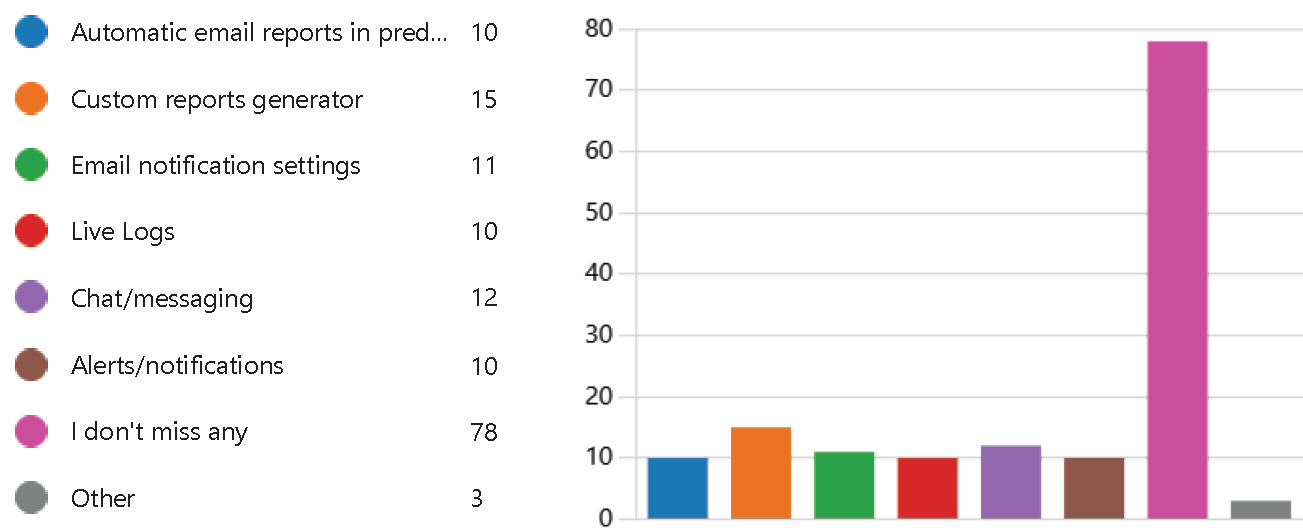 Automatic email reports in pred... 10
Custom reports generator 15
Email notification settings 11
Live Logs 10
Chat/messaging 12
Alerts/notifications 10
I don't miss any 78
Other 3
80
70
60
50
40
30
20
10
0